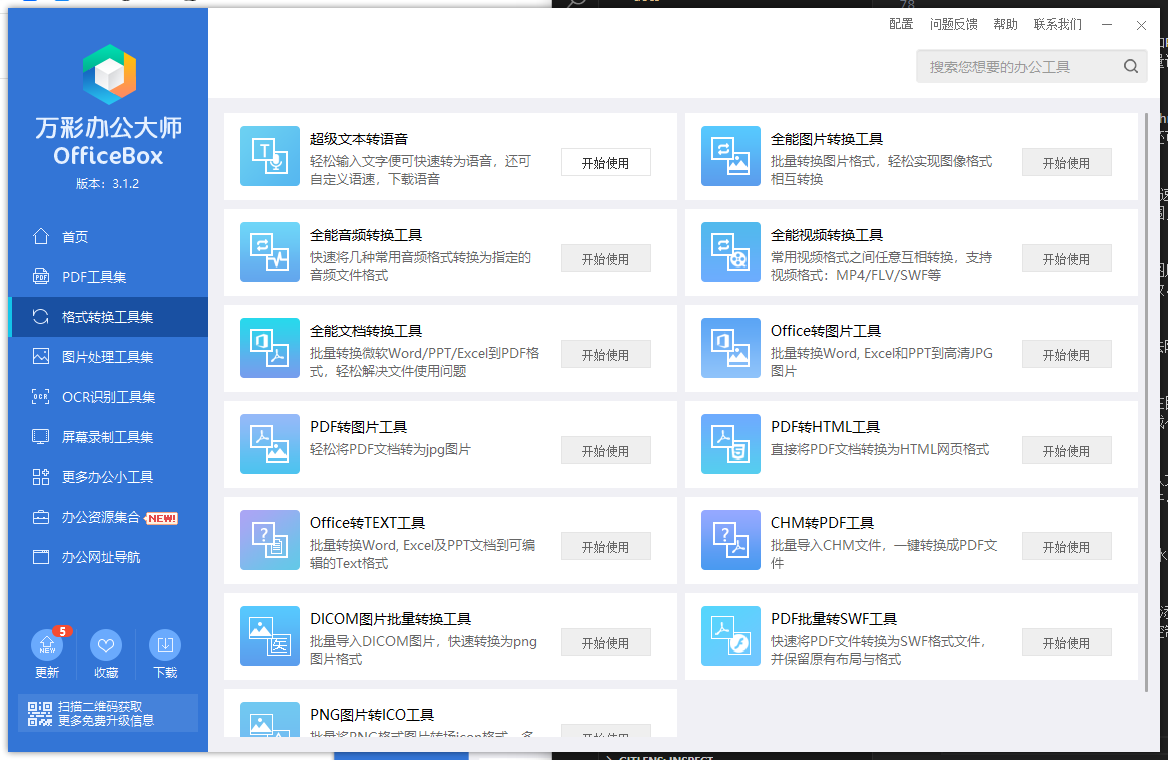 配置 问题反馈 帮助 联系我们
搜索您想要的办公工具
万彩办公大师
OfficeBox
版本：3.1.2
首页
PDF工具集
格式转换工具集
图片处理工具集
OCR识别工具集
屏幕录制工具集
更多办公小工具
办公资源集合 NEW!
办公网址导航
5
NEW
更新 收藏 下载
扫描二维码获取
更多免费升级信息
超级文本转语音
轻松输入文字便可快速转为语音，还可
自定义语速，下载语音
开始使用
全能图片转换工具
批量转换图片格式，轻松实现图像格式
相互转换
开始使用
全能音频转换工具
快速将几种常用音频格式转换为指定的
音频文件格式
开始使用
全能视频转换工具
常用视频格式之间任意互相转换，支持
视频格式：MP4/FLV/SWF等
开始使用
全能文档转换工具
批量转换微软Word/PPT/Excel到PDF格
式，轻松解决文件使用问题
开始使用
Office转图片工具
批量转换Word, Excel和PPT到高清JPG
图片
开始使用
PDF转图片工具
轻松将PDF文档转为jpg图片
开始使用
PDF转HTML工具
直接将PDF文档转换为HTML网页格式
开始使用
Office转TEXT工具
批量转换Word, Excel及PPT文档到可编
辑的Text格式
开始使用
CHM转PDF工具
批量导入CHM文件，一键转换成PDF文
件
开始使用
DICOM图片批量转换工具
批量导入DICOM图片，快速转换为png
图片格式
开始使用
PDF批量转SWF工具
快速将PDF文件转换为SWF格式文件，
并保留原有布局与格式
开始使用
PNG图片转ICO工具
批量将PNG格式图片转场icon格式，多
开始使用
GITLENS: INSPECT